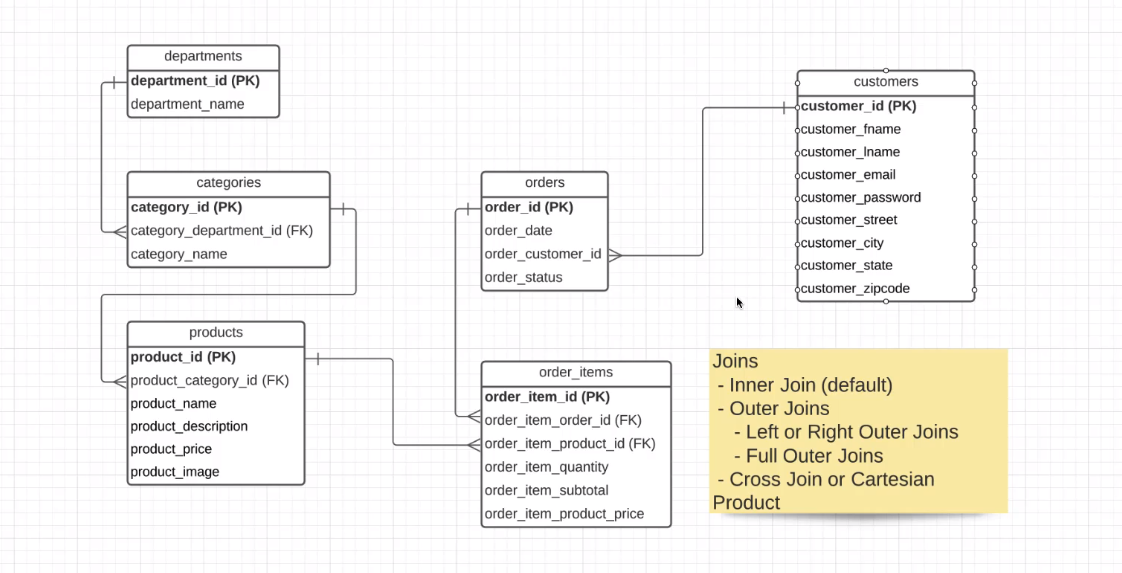 departments
department_id (PK)
department_name
categories
category_id (PK)
category_department_id (FK)
category_name
products
product_id (PK)
product_category_id (FK)
product_name
product_description
product_price
product_image
orders
order_id (PK)
order_date
order_customer_id
order_status
order_items
order_item_id (PK)
order_item_order_id (FK)
order_item_product_id (FK)
order_item_quantity
order_item_subtotal
order_item_product_price
customers
customer_id (PK)
customer_fname
customer_lname
customer_email
customer_password
customer_street
customer_city
customer_state
customer_zipcode
Joins
- Inner Join (default)
- Outer Joins
- Left or Right Outer Joins
- Full Outer Joins
- Cross Join or Cartesian
Product